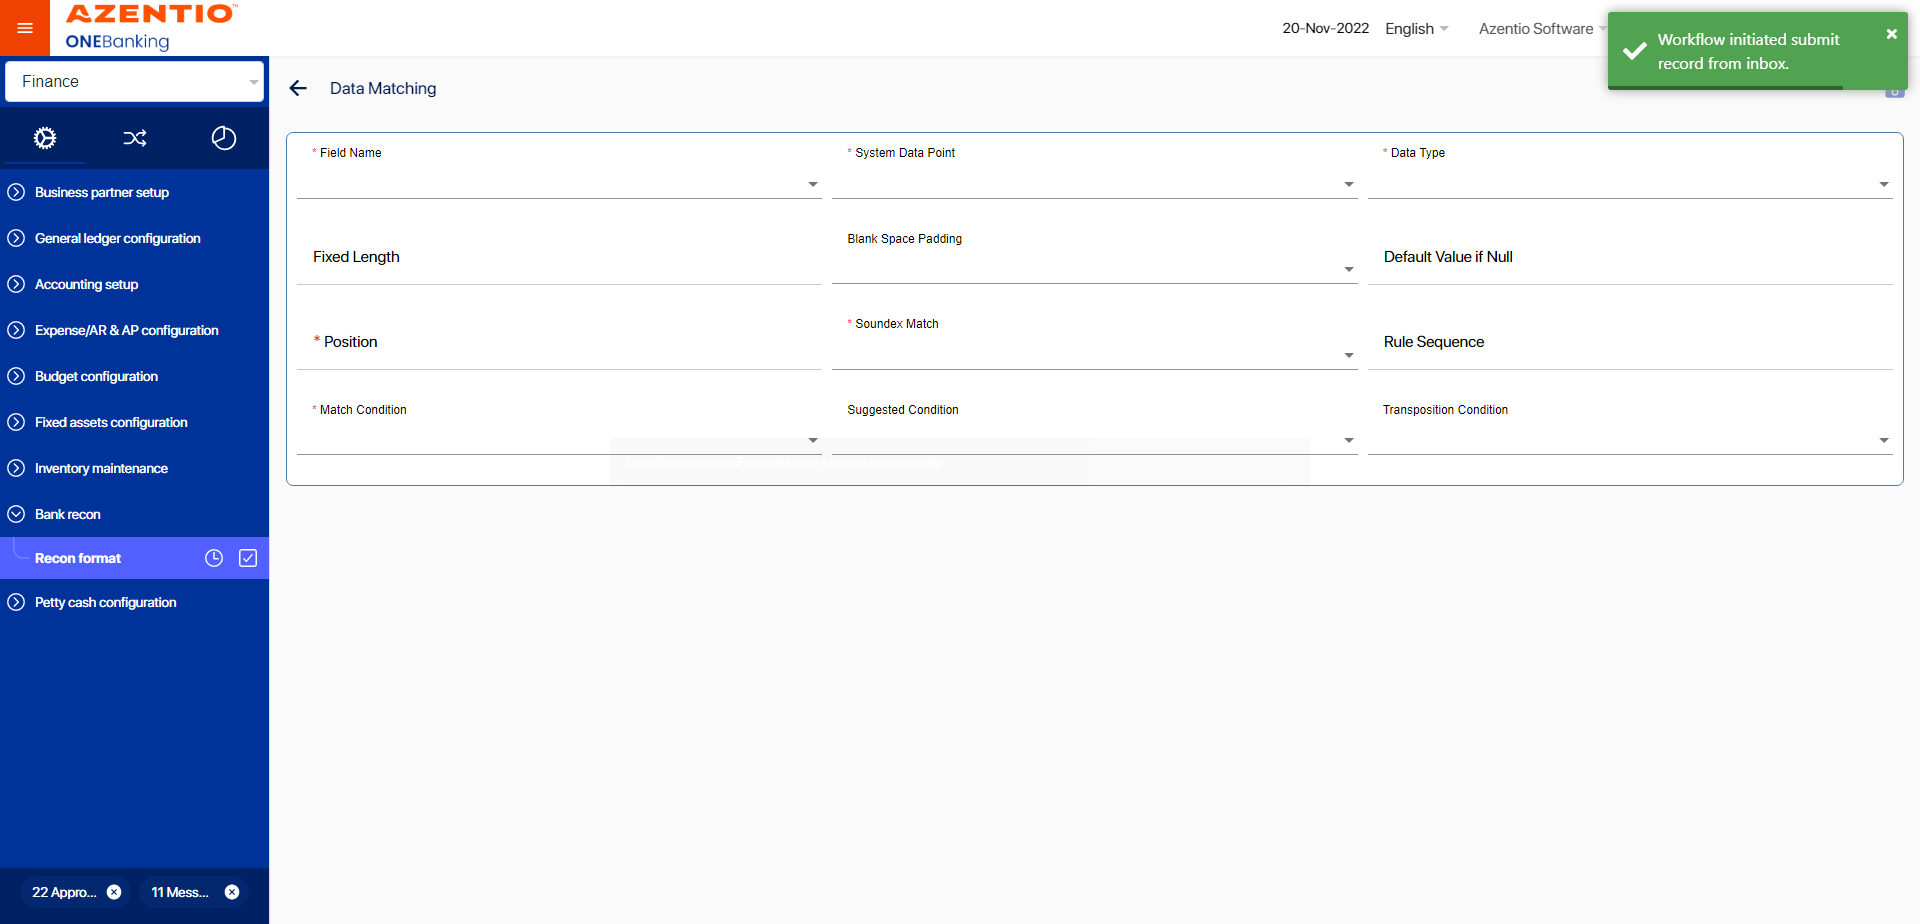 AZENTIO™
ONEBanking
20-Nov-2022
English
Azentio Software
Workflow initiated submit
record from inbox.
Finance
Data Matching
Business partner setup
General ledger configuration
Accounting setup
Expense/AR & AP configuration
Budget configuration
Fixed assets configuration
Inventory maintenance
Bank recon
Recon format
Petty cash configuration
22 Appro...
11 Mess...
* Field Name
* System Data Point
* Data Type
Fixed Length
Blank Space Padding
Default Value if Null
* Position
* Soundex Match
Rule Sequence
* Match Condition
Suggested Condition
Transposition Condition